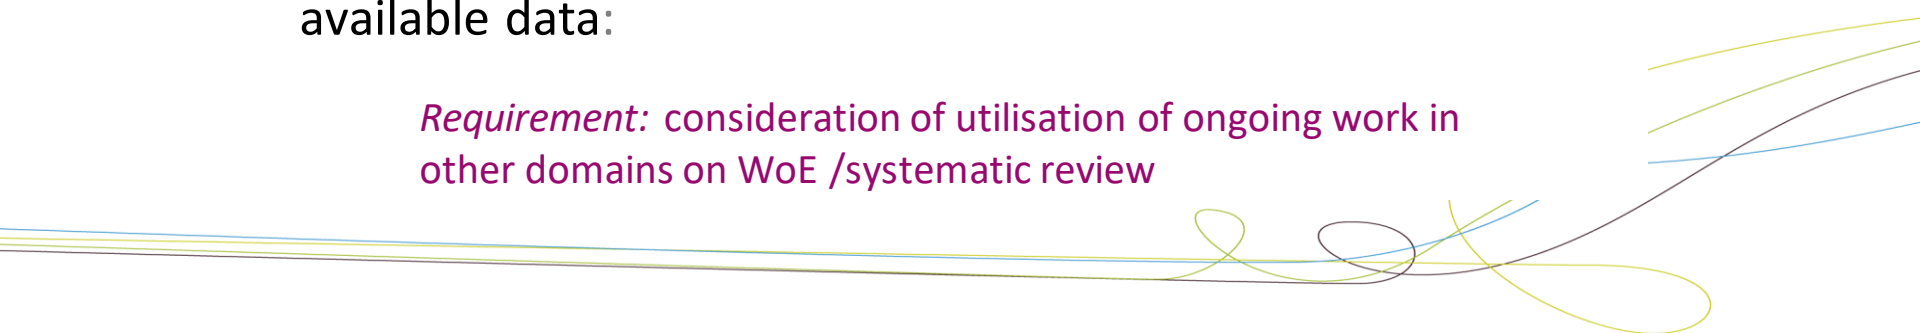 available data:
Requirement: consideration of utilisation of ongoing work in
other domains on WoE /systematic review